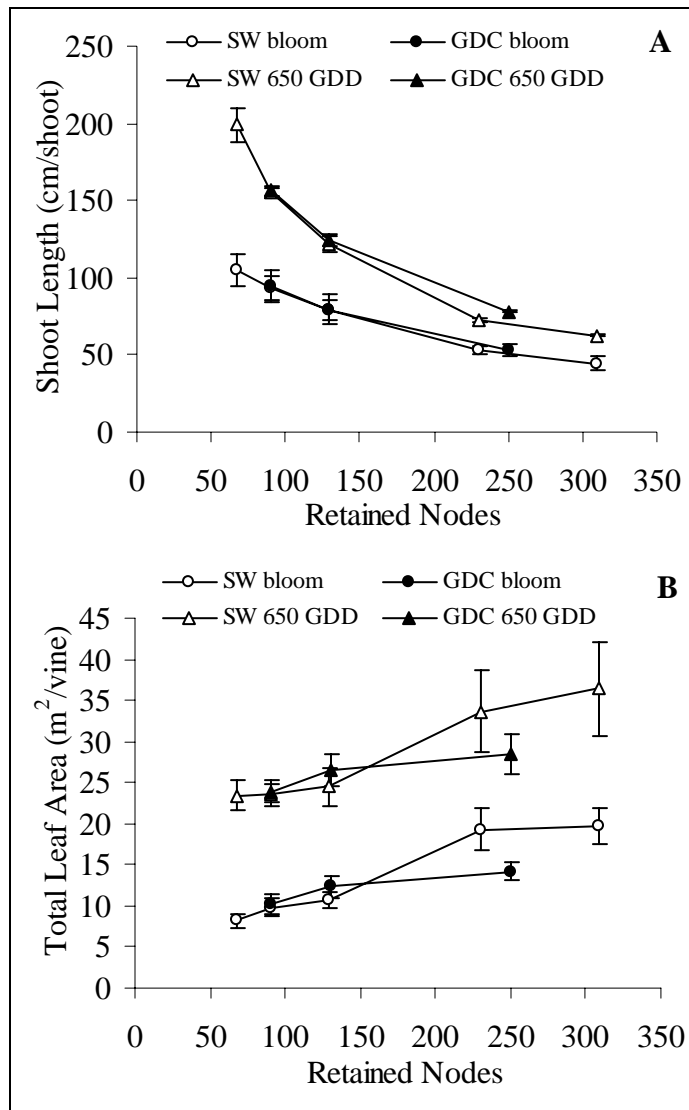 SW bloom GDC bloom A
SW 650 GDD GDC 650 GDD
Shoot Length (cm/shoot)
250
200
150
100
50
0
0 50 100 150 200 250 300 350
Retained Nodes
SW bloom GDC bloom B
SW 650 GDD GDC 650 GDD
Total Leaf Area (m²/vine)
45
40
35
30
25
20
15
10
5
0
0 50 100 150 200 250 300 350
Retained Nodes